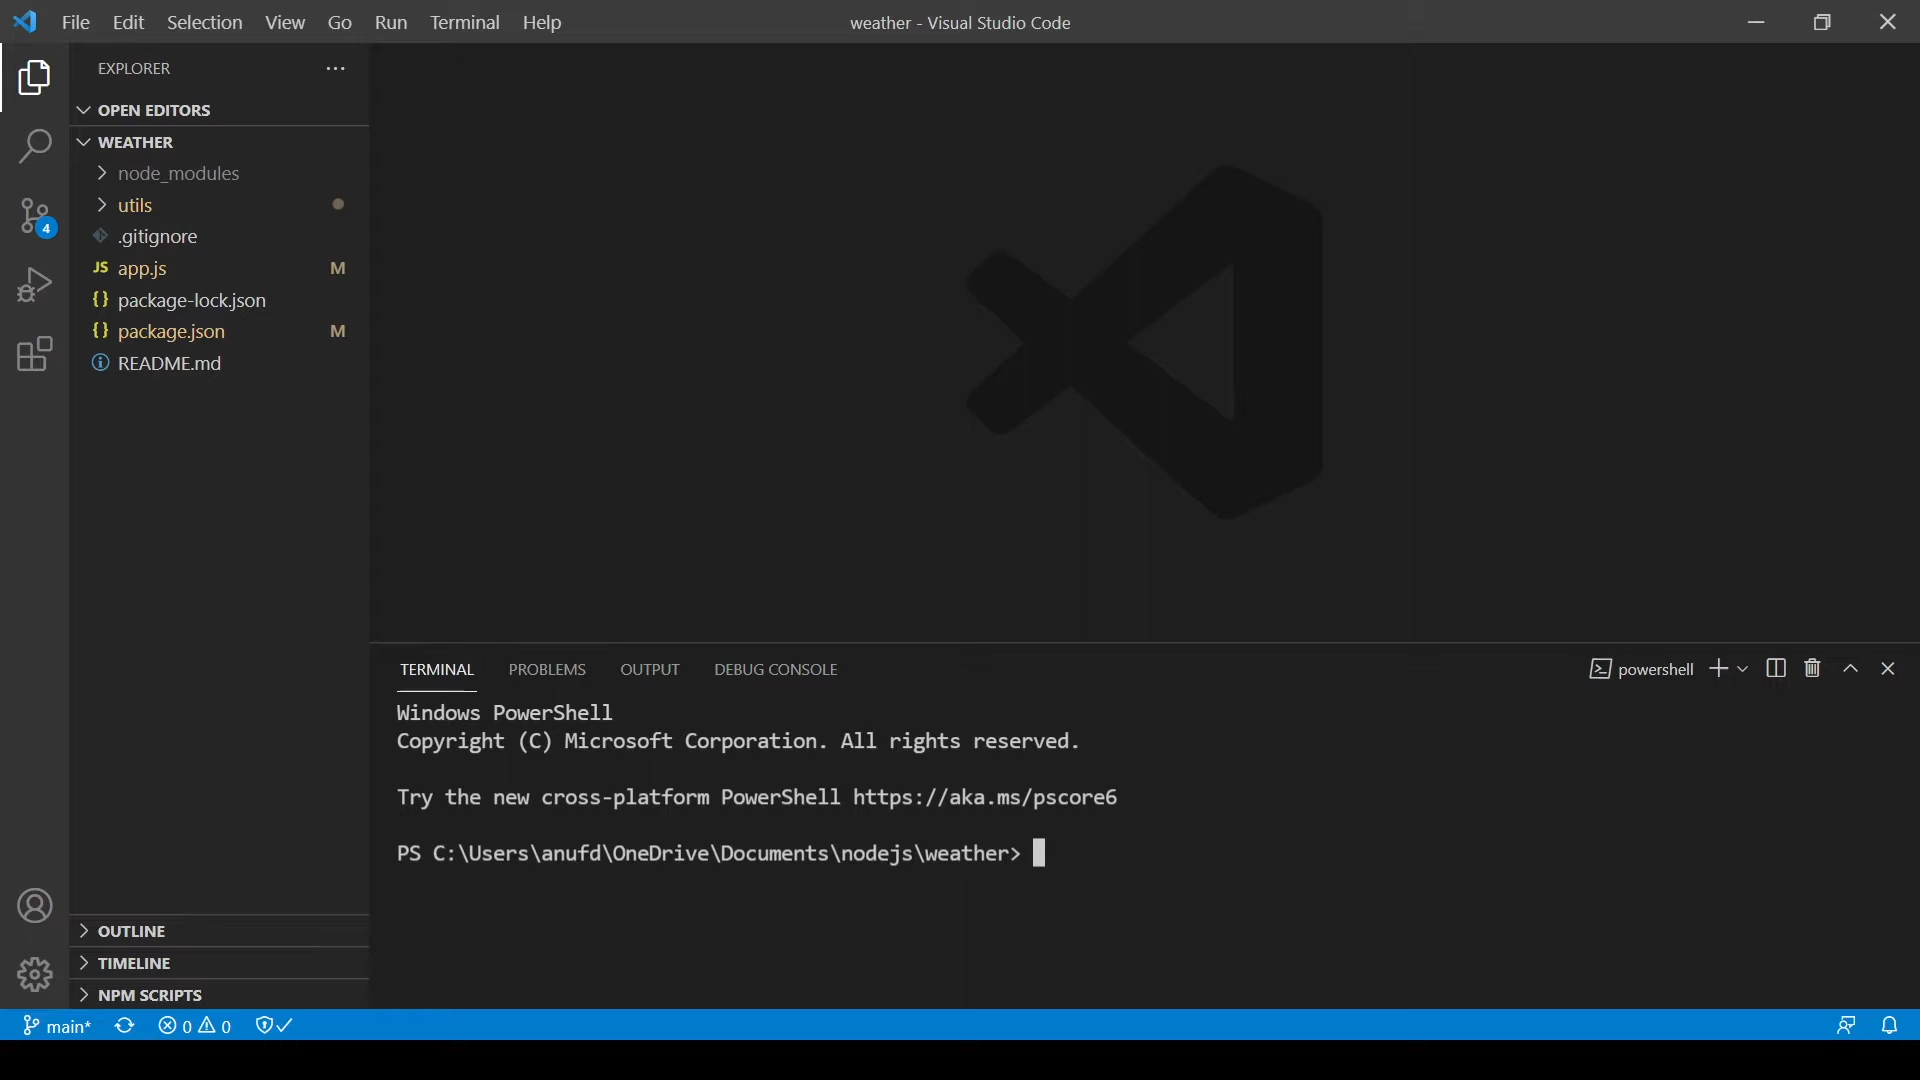 File Edit Selection View Go Run Terminal Help
weather - Visual Studio Code
EXPLORER
OPEN EDITORS
WEATHER
node_modules
utils
.gitignore
JS app.js M
{} package-lock.json
{} package.json M
README.md
4
TERMINAL PROBLEMS OUTPUT DEBUG CONSOLE
powershell
Windows PowerShell
Copyright (C) Microsoft Corporation. All rights reserved.
Try the new cross-platform PowerShell https://aka.ms/pscore6
PS C:\Users\anufd\OneDrive\Documents\nodejs\weather>
OUTLINE
TIMELINE
NPM SCRIPTS
main* 0 0